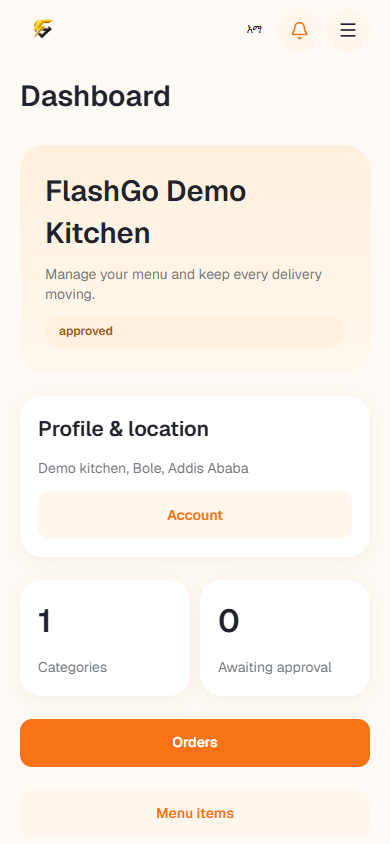 አማ
Dashboard
FlashGo Demo
Kitchen
Manage your menu and keep every delivery
moving.
approved
Profile & location
Demo kitchen, Bole, Addis Ababa
Account
1
0
Categories
Awaiting approval
Orders
Menu items